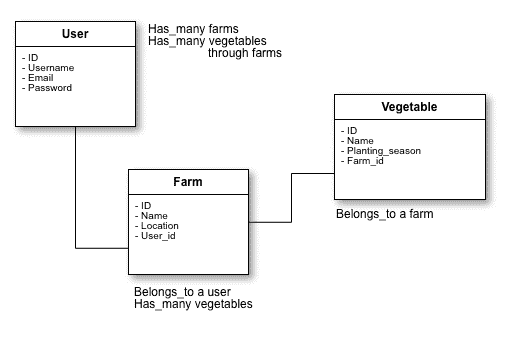 User
- ID
- Username
- Email
- Password
Has_many farms
Has_many vegetables
through farms
Vegetable
- ID
- Name
- Planting_season
- Farm_id
Belongs_to a farm
Farm
- ID
- Name
- Location
- User_id
Belongs_to a user
Has_many vegetables